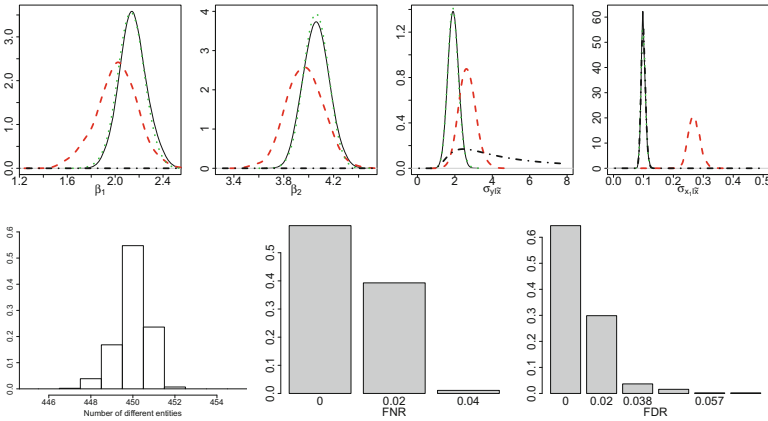 0.0 1.0 2.0 3.0
1.2 1.6 2.0 2.4
β1
0 1 2 3 4
3.4 3.8 4.2
β2
0.0 0.4 0.8 1.2
0 2 4 6 8
σy|x̃
0 10 20 30 40 50 60
0.0 0.1 0.2 0.3 0.4 0.5
σx1|x̃
0.0 0.1 0.2 0.3 0.4 0.5 0.6
446 448 450 452 454
Number of different entities
0.0 0.1 0.2 0.3 0.4 0.5
0 0.02 0.04
FNR
0.0 0.1 0.2 0.3 0.4 0.5 0.6
0 0.02 0.038 0.057
FDR